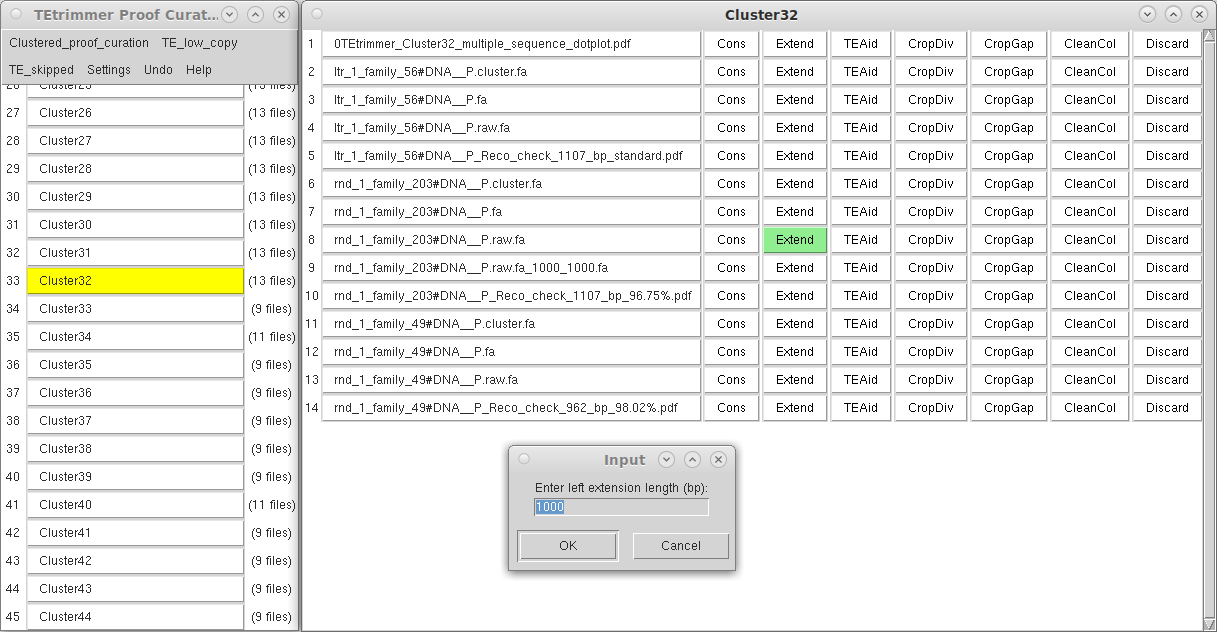 TEtrimmer Proof Curat...
Clustered_proof_curation TE_low_copy
TE_skipped Settings Undo Help
26 Cluster25 (13 files)
27 Cluster26 (13 files)
28 Cluster27 (13 files)
29 Cluster28 (13 files)
30 Cluster29 (13 files)
31 Cluster30 (13 files)
32 Cluster31 (13 files)
33 Cluster32 (13 files)
34 Cluster33 (9 files)
35 Cluster34 (11 files)
36 Cluster35 (9 files)
37 Cluster36 (9 files)
38 Cluster37 (9 files)
39 Cluster38 (9 files)
40 Cluster39 (9 files)
41 Cluster40 (11 files)
42 Cluster41 (9 files)
43 Cluster42 (9 files)
44 Cluster43 (9 files)
45 Cluster44 (9 files)
Cluster32
1 0TEtrimmer_Cluster32_multiple_sequence_dotplot.pdf Cons Extend TEAid CropDiv CropGap CleanCol Discard
2 ltr_1_family_56#DNA__P.cluster.fa Cons Extend TEAid CropDiv CropGap CleanCol Discard
3 ltr_1_family_56#DNA__P.fa Cons Extend TEAid CropDiv CropGap CleanCol Discard
4 ltr_1_family_56#DNA__P.raw.fa Cons Extend TEAid CropDiv CropGap CleanCol Discard
5 ltr_1_family_56#DNA__P_Reco_check_1107_bp_standard.pdf Cons Extend TEAid CropDiv CropGap CleanCol Discard
6 rnd_1_family_203#DNA__P.cluster.fa Cons Extend TEAid CropDiv CropGap CleanCol Discard
7 rnd_1_family_203#DNA__P.fa Cons Extend TEAid CropDiv CropGap CleanCol Discard
8 rnd_1_family_203#DNA__P.raw.fa Cons Extend TEAid CropDiv CropGap CleanCol Discard
9 rnd_1_family_203#DNA__P.raw.fa_1000_1000.fa Cons Extend TEAid CropDiv CropGap CleanCol Discard
10 rnd_1_family_203#DNA__P_Reco_check_1107_bp_96.75%.pdf Cons Extend TEAid CropDiv CropGap CleanCol Discard
11 rnd_1_family_49#DNA__P.cluster.fa Cons Extend TEAid CropDiv CropGap CleanCol Discard
12 rnd_1_family_49#DNA__P.fa Cons Extend TEAid CropDiv CropGap CleanCol Discard
13 rnd_1_family_49#DNA__P.raw.fa Cons Extend TEAid CropDiv CropGap CleanCol Discard
14 rnd_1_family_49#DNA__P_Reco_check_962_bp_98.02%.pdf Cons Extend TEAid CropDiv CropGap CleanCol Discard
Input
Enter left extension length (bp):
1000
OK Cancel